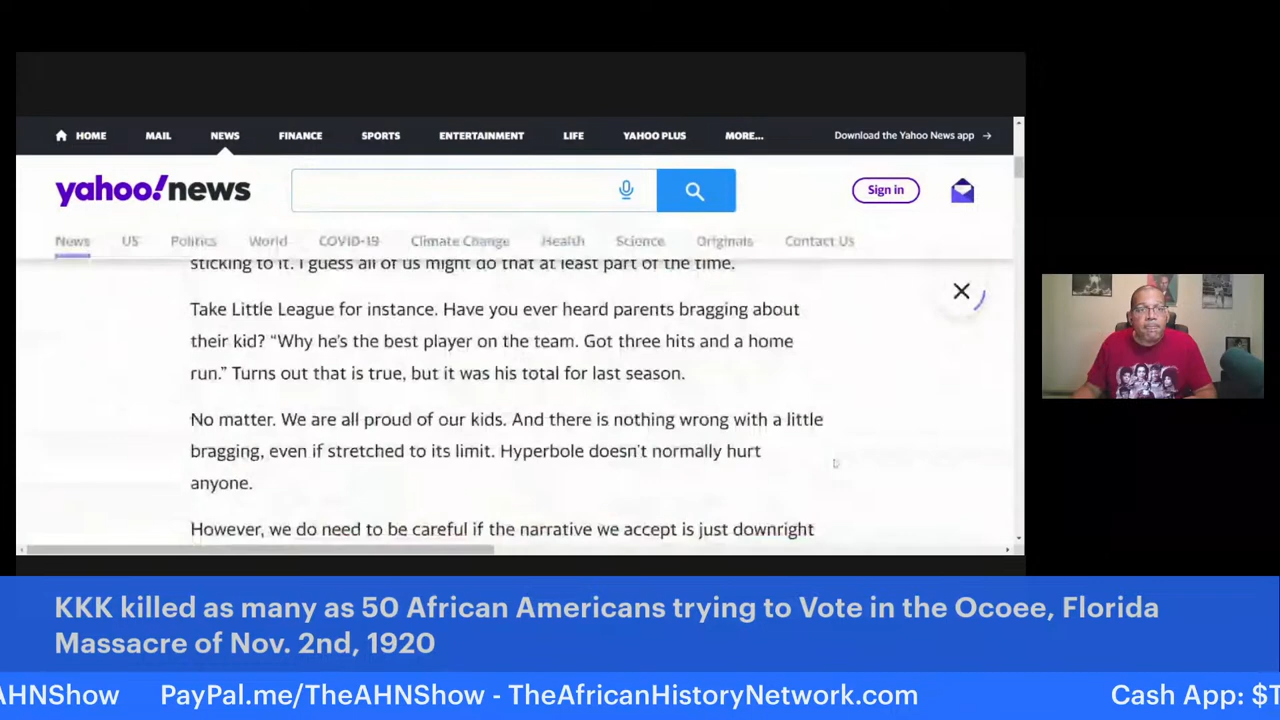 HOME MAIL NEWS FINANCE SPORTS ENTERTAINMENT LIFE YAHOO PLUS MORE... Download the Yahoo News app →
yahoo!news Sign in
News US Politics World COVID-19 Climate Change Health Science Originals Contact Us
sticking to it. I guess all of us might do that at least part of the time.
Take Little League for instance. Have you ever heard parents bragging about
their kid? “Why he's the best player on the team. Got three hits and a home
run.” Turns out that is true, but it was his total for last season.
No matter. We are all proud of our kids. And there is nothing wrong with a little
bragging, even if stretched to its limit. Hyperbole doesn't normally hurt
anyone.
However, we do need to be careful if the narrative we accept is just downright
KKK killed as many as 50 African Americans trying to Vote in the Ocoee, Florida
Massacre of Nov. 2nd, 1920
AHNShow PayPal.me/TheAHNShow - TheAfricanHistoryNetwork.com Cash App: $T